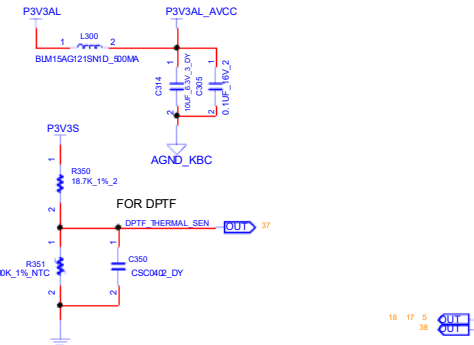 P3V3AL
P3V3AL_AVCC
L300
1 2
BLM15AG121SN1D_500MA
1
C314
10UF_6.3V_3_DY
2
1
C305
0.1UF_16V_2
2
AGND_KBC
P3V3S
1
R350
18.7K_1%_2
2
FOR DPTF
DPTF_THERMAL_SEN
OUT 37
1
R351
0K_1%_NTC
2
1
C350
CSC0402_DY
2
18 17 5 OUT
38 OUT